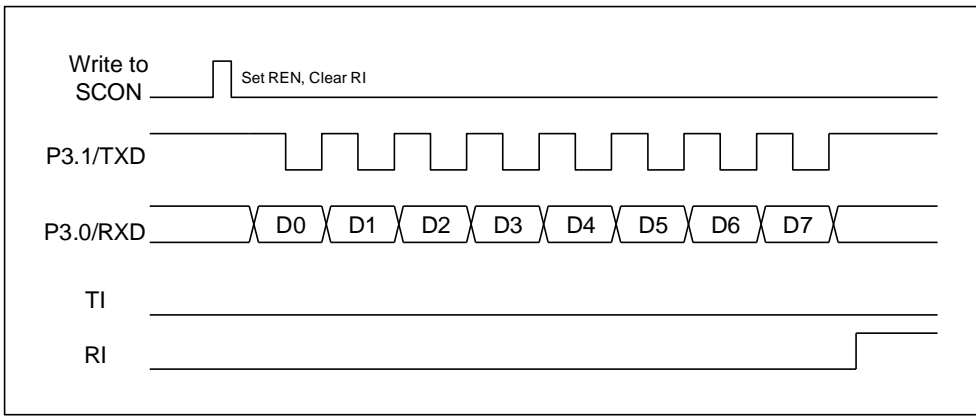 Write to
SCON
Set REN, Clear RI
P3.1/TXD
P3.0/RXD
D0 D1 D2 D3 D4 D5 D6 D7
TI
RI